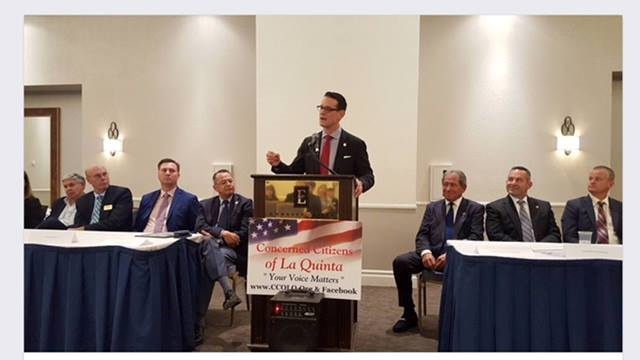 E
Concerned Citizens
of La Quinta
" Your Voice Matters "
www.CCOLQ.Org & Facebook